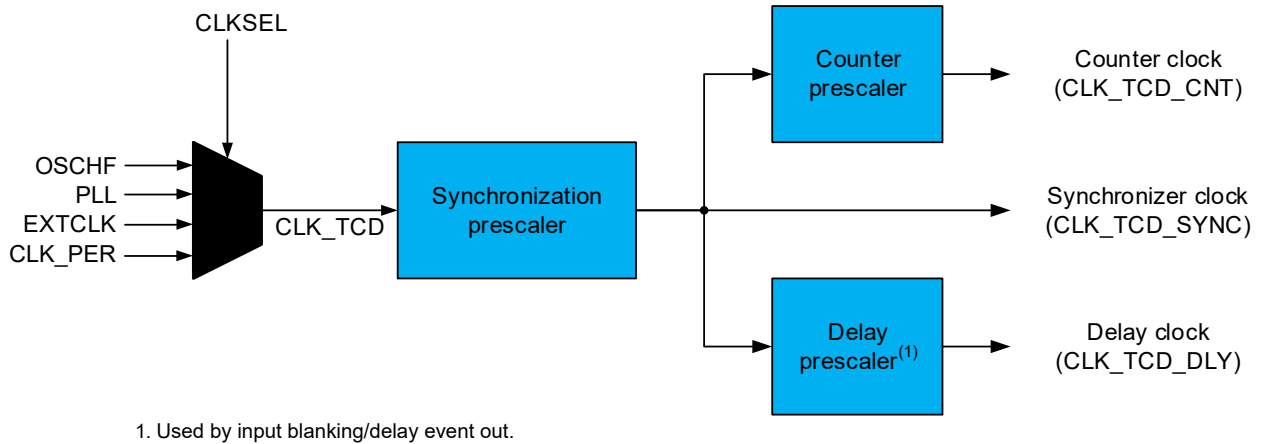 CLKSEL
OSCHF
PLL
EXTCLK
CLK_PER
CLK_TCD
Synchronization
prescaler
Counter
prescaler
Counter clock
(CLK_TCD_CNT)
Synchronizer clock
(CLK_TCD_SYNC)
Delay
prescaler(1)
Delay clock
(CLK_TCD_DLY)
1. Used by input blanking/delay event out.